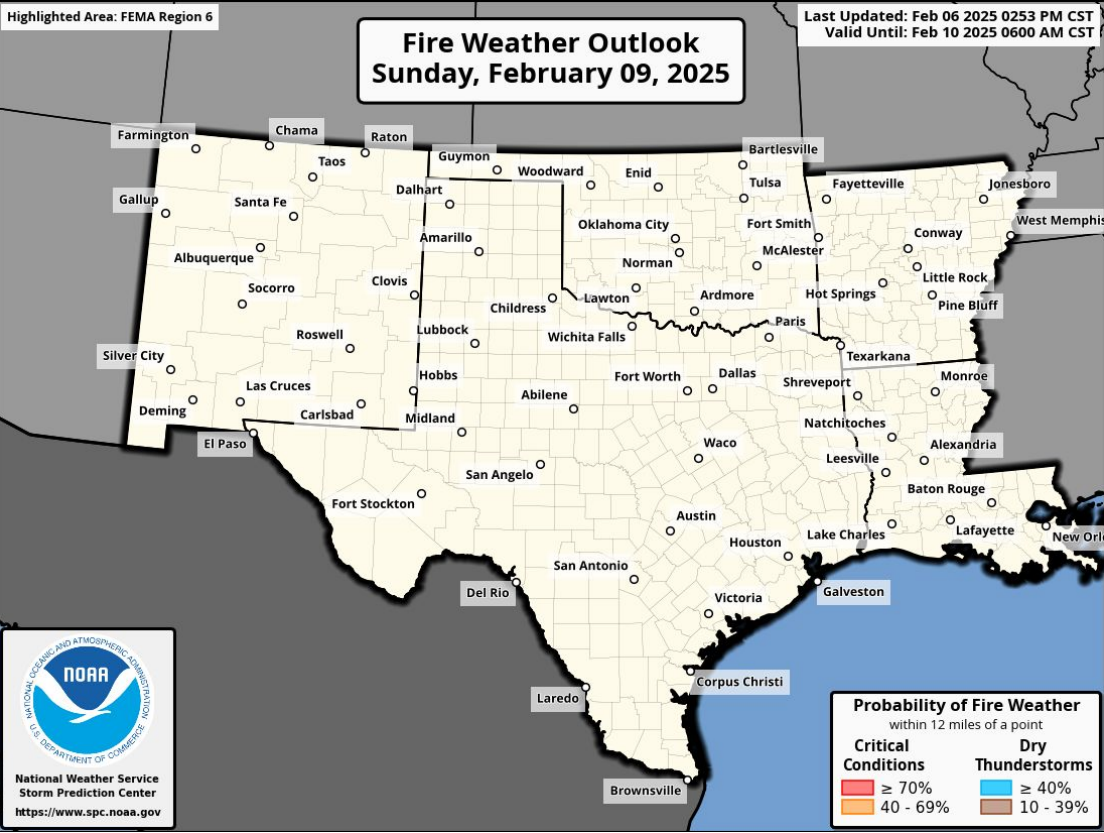 Highlighted Area: FEMA Region 6
Fire Weather Outlook
Sunday, February 09, 2025
Last Updated: Feb 06 2025 0253 PM CST
Valid Until: Feb 10 2025 0600 AM CST
Farmington
Chama
Raton
Taos
Guymon
Woodward
Enid
Bartlesville
Tulsa
Fayetteville
Jonesboro
Gallup
Santa Fe
Dalhart
West Memphis
Oklahoma City
Fort Smith
Conway
Albuquerque
Amarillo
Norman
McAlester
Little Rock
Socorro
Clovis
Childress
Lawton
Ardmore
Hot Springs
Pine Bluff
Roswell
Lubbock
Wichita Falls
Paris
Texarkana
Silver City
Las Cruces
Hobbs
Fort Worth
Dallas
Shreveport
Monroe
Deming
Carlsbad
Midland
Abilene
Natchitoches
El Paso
Waco
Alexandria
Leesville
San Angelo
Fort Stockton
Baton Rouge
Austin
Houston
Lake Charles
Lafayette
New Orl
San Antonio
Del Rio
Victoria
Galveston
Corpus Christi
Laredo
Brownsville
NATIONAL OCEANIC AND ATMOSPHERIC ADMINISTRATION
NOAA
U.S. DEPARTMENT OF COMMERCE
National Weather Service
Storm Prediction Center
https://www.spc.noaa.gov
Probability of Fire Weather
within 12 miles of a point
Critical
Conditions
≥ 70%
40 - 69%
Dry
Thunderstorms
≥ 40%
10 - 39%